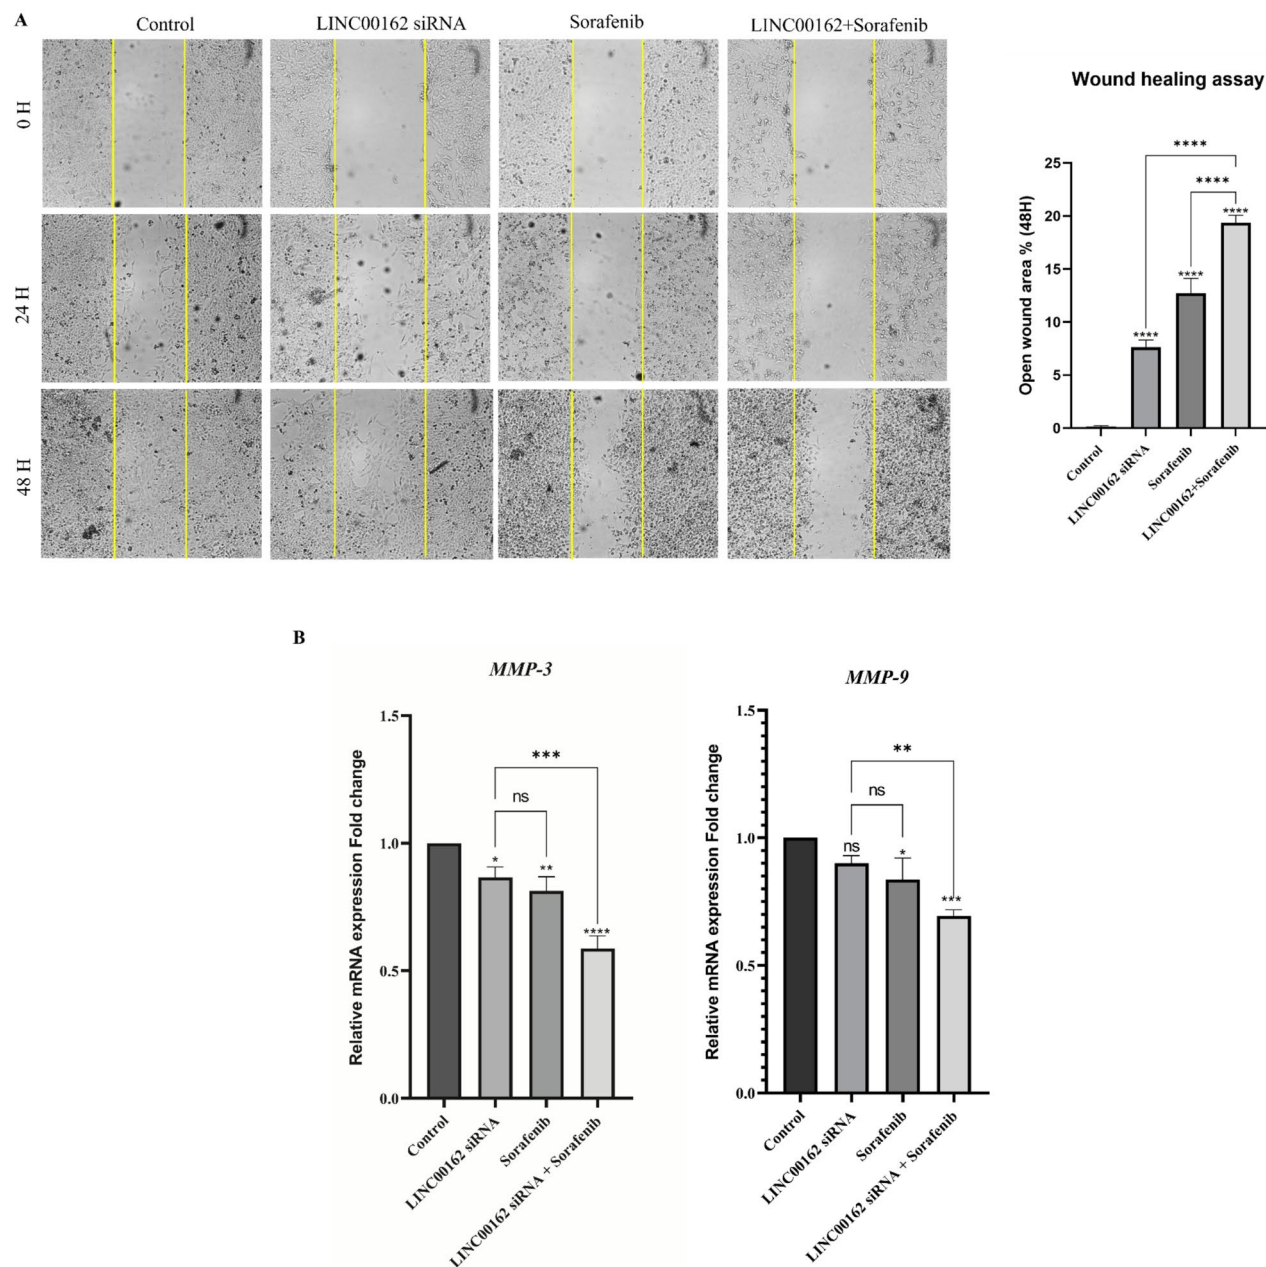 A
Control
LINC00162 siRNA
Sorafenib
LINC00162+Sorafenib
0 H
24 H
48 H
Wound healing assay
Open wound area % (48H)
25
20
15
10
5
0
****
****
****
****
****
Control
LINC00162 siRNA
Sorafenib
LINC00162+Sorafenib
B
MMP-3
Relative mRNA expression Fold change
1.5
1.0
0.5
0.0
***
ns
*
**
****
Control
LINC00162 siRNA
Sorafenib
LINC00162 siRNA + Sorafenib
MMP-9
Relative mRNA expression Fold change
1.5
1.0
0.5
0.0
**
ns
ns
*
***
Control
LINC00162 siRNA
Sorafenib
LINC00162 siRNA + Sorafenib